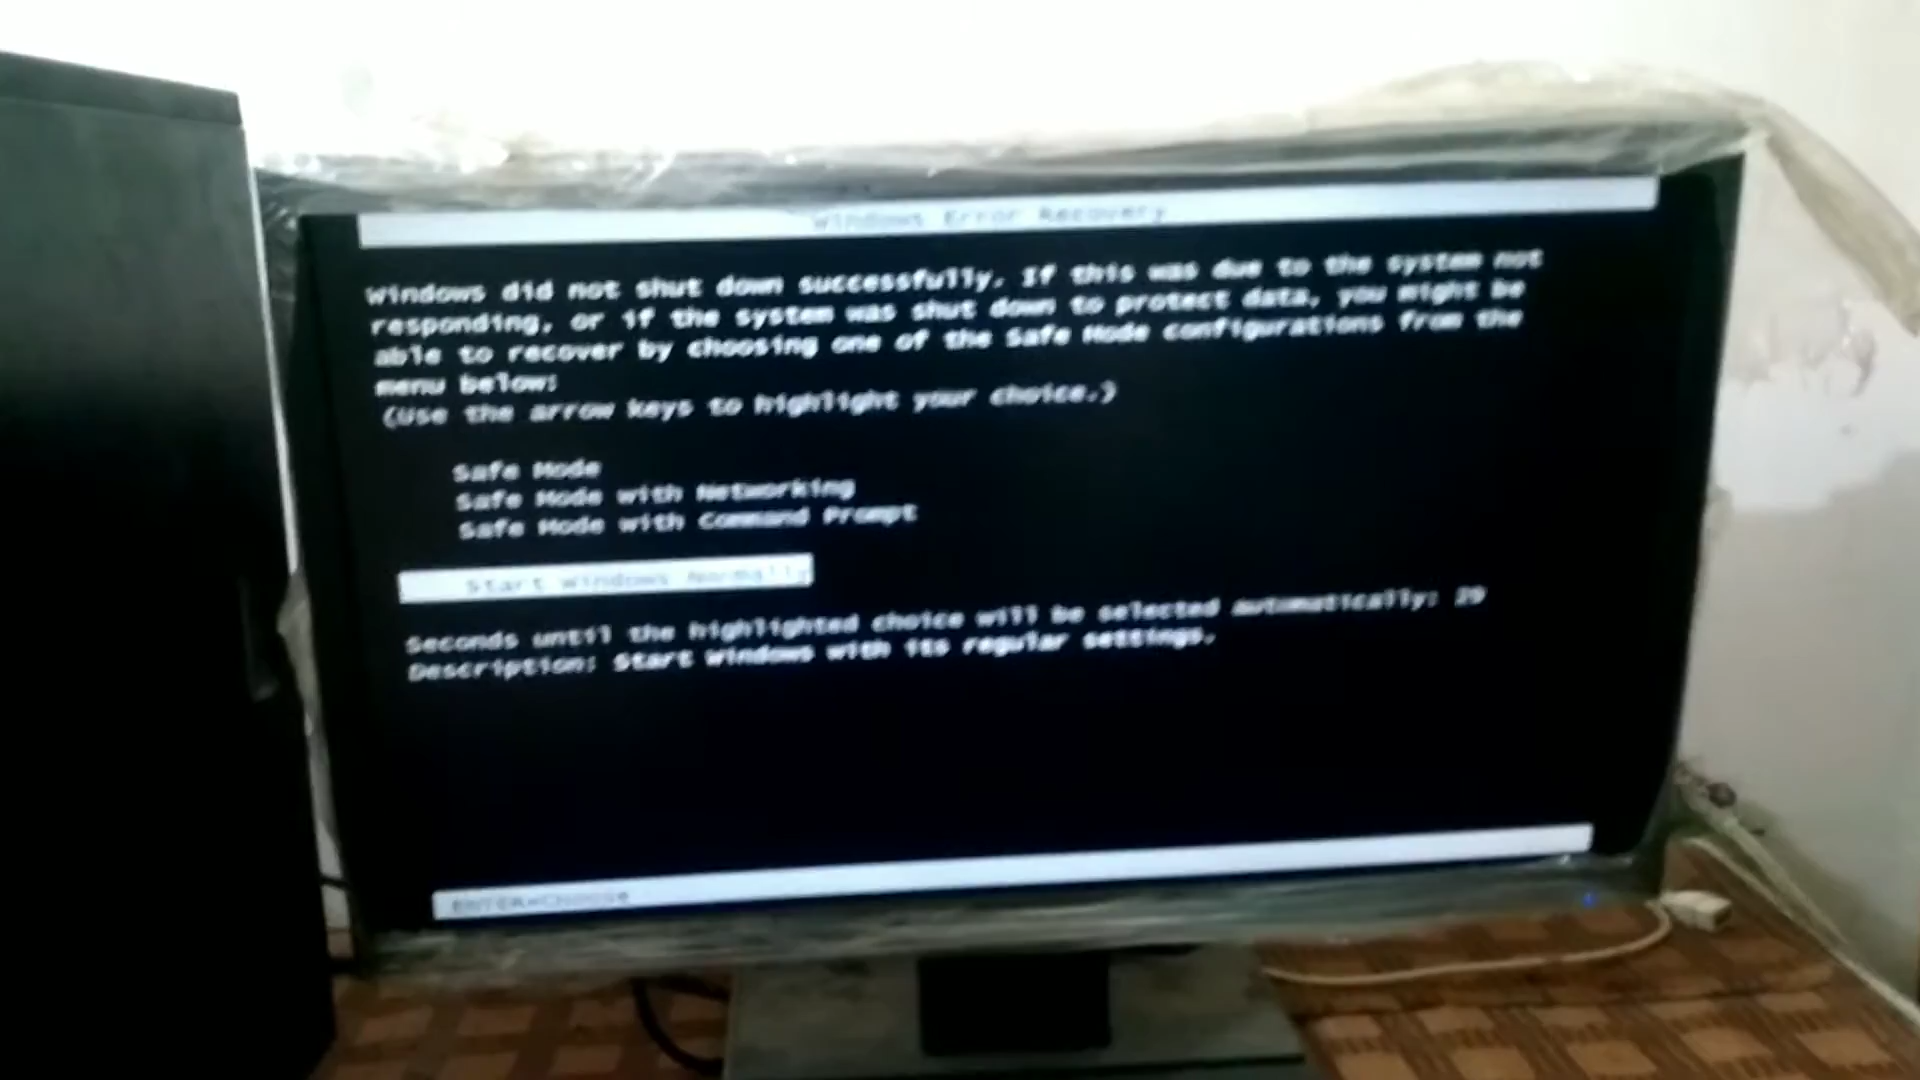 Windows Error Recovery
Windows did not shut down successfully. If this was due to the system not
responding, or if the system was shut down to protect data, you might be
able to recover by choosing one of the Safe Mode configurations from the
menu below:
(Use the arrow keys to highlight your choice.)
Safe Mode
Safe Mode with Networking
Safe Mode with Command Prompt
Start Windows Normally
Seconds until the highlighted choice will be selected automatically: 29
Description: Start Windows with its regular settings.
ENTER=Choose